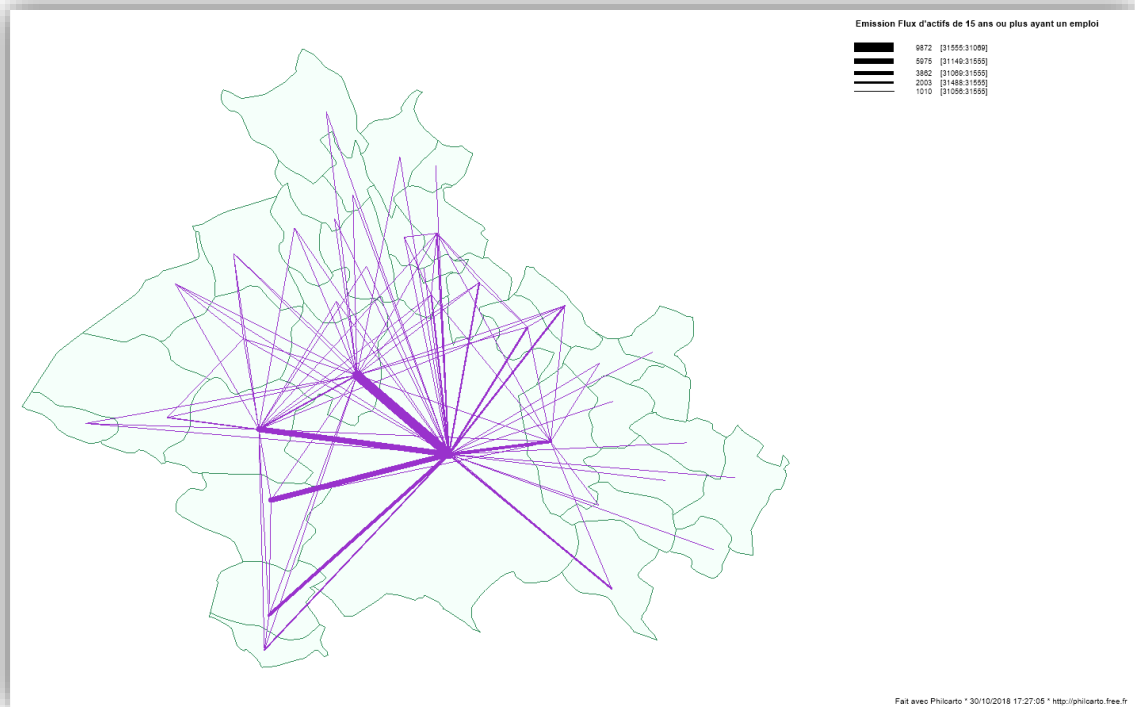 Emission Flux d'actifs de 15 ans ou plus ayant un emploi
9872 [31555:31069]
5975 [31149:31555]
3862 [31069:31555]
2003 [31488:31555]
1010 [31056:31555]
Fait avec Philcarto * 30/10/2018 17:27:05 * http://philcarto.free.fr